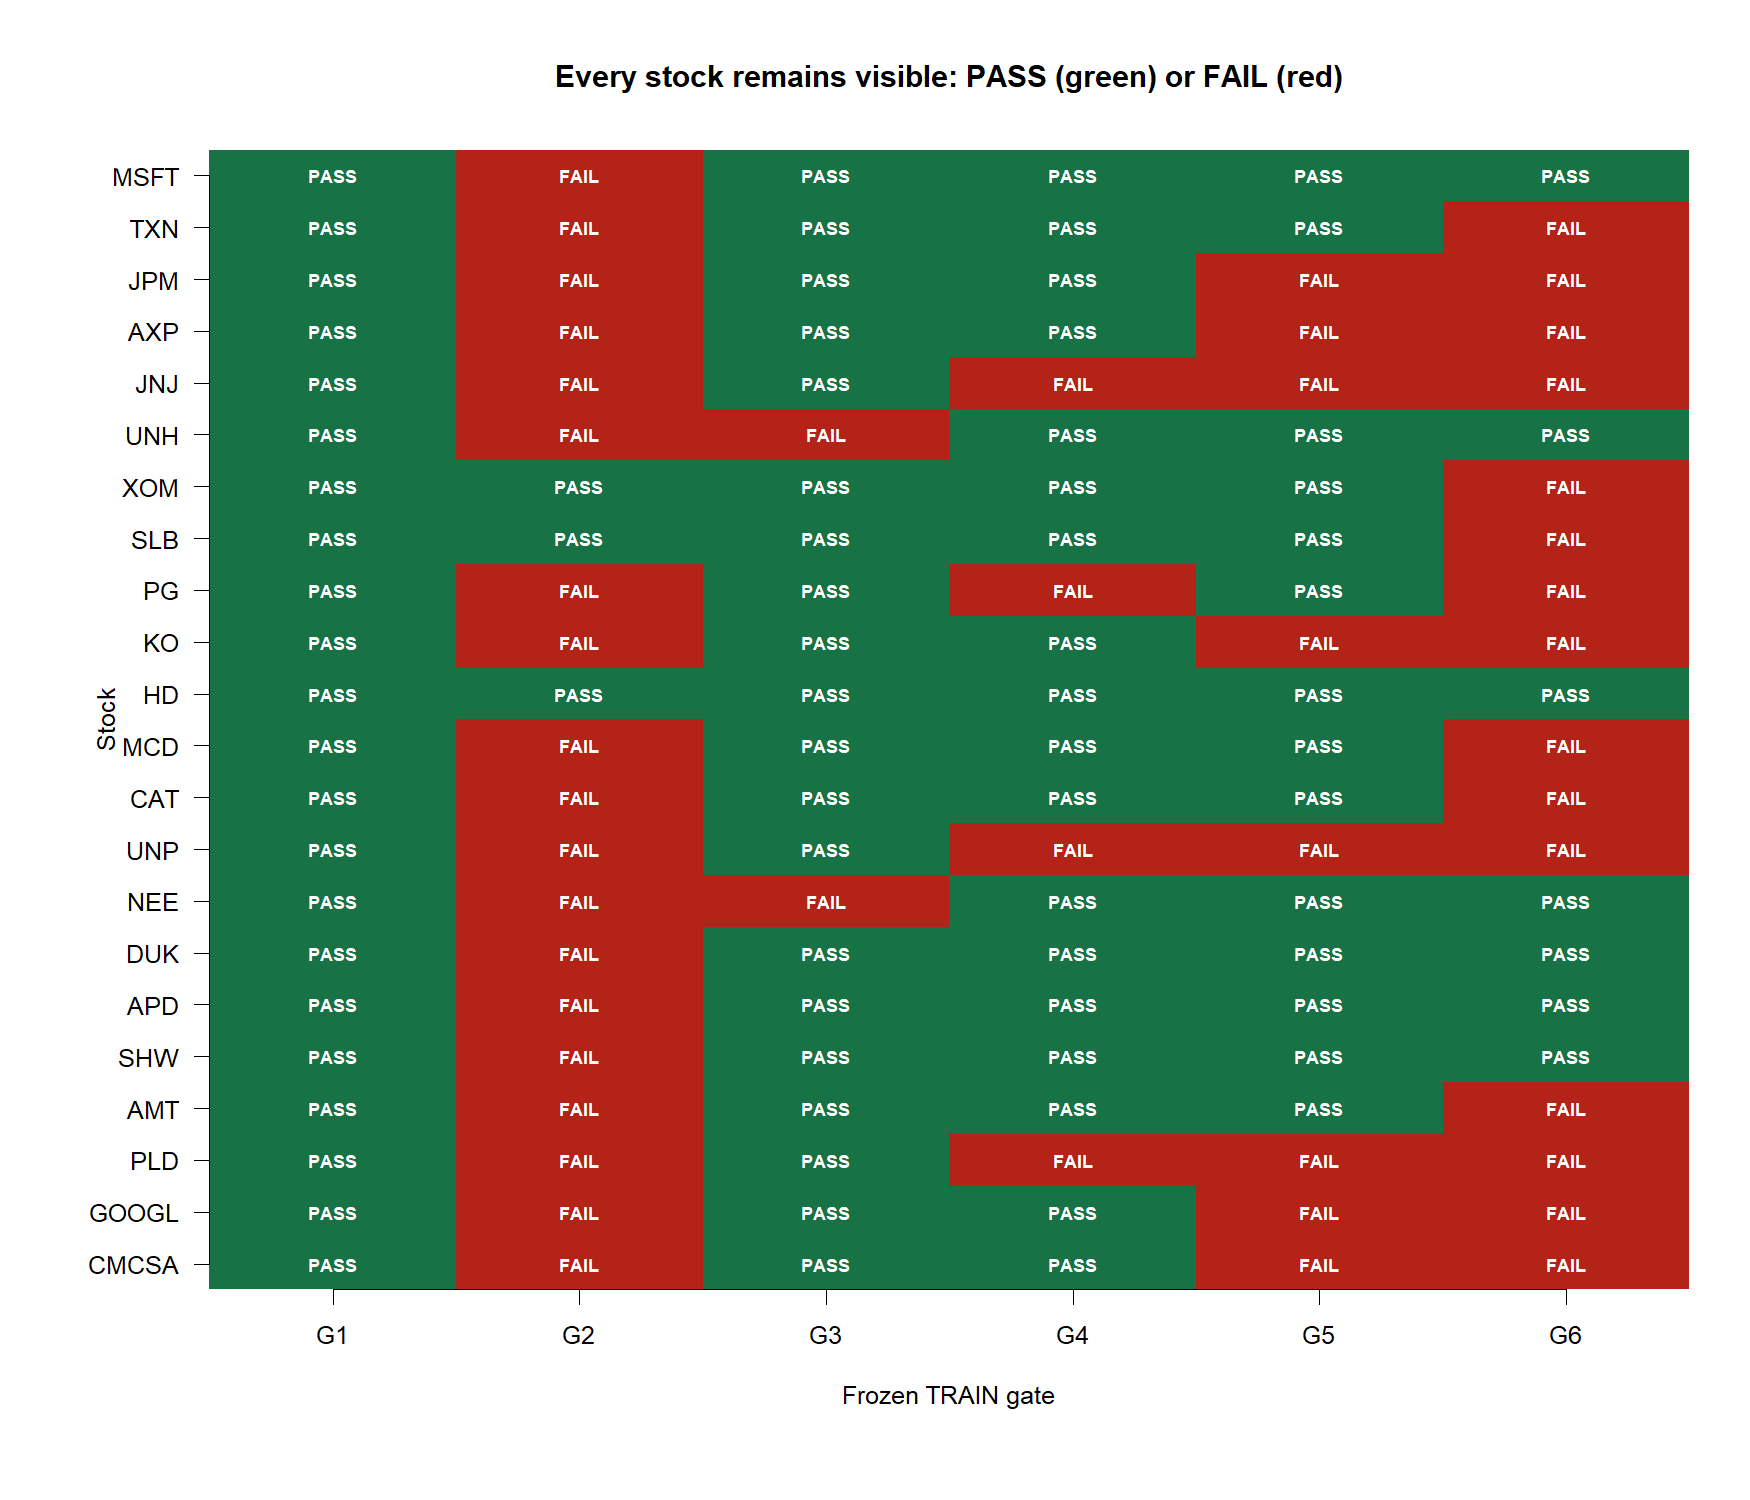 Every stock remains visible: PASS (green) or FAIL (red)
MSFT PASS FAIL PASS PASS PASS PASS
TXN PASS FAIL PASS PASS PASS FAIL
JPM PASS FAIL PASS PASS FAIL FAIL
AXP PASS FAIL PASS PASS FAIL FAIL
JNJ PASS FAIL PASS FAIL FAIL FAIL
UNH PASS FAIL FAIL PASS PASS PASS
XOM PASS PASS PASS PASS PASS FAIL
SLB PASS PASS PASS PASS PASS FAIL
PG PASS FAIL PASS FAIL PASS FAIL
KO PASS FAIL PASS PASS FAIL FAIL
HD PASS PASS PASS PASS PASS PASS
Stock
MCD PASS FAIL PASS PASS PASS FAIL
CAT PASS FAIL PASS PASS PASS FAIL
UNP PASS FAIL PASS FAIL FAIL FAIL
NEE PASS FAIL FAIL PASS PASS PASS
DUK PASS FAIL PASS PASS PASS PASS
APD PASS FAIL PASS PASS PASS PASS
SHW PASS FAIL PASS PASS PASS PASS
AMT PASS FAIL PASS PASS PASS FAIL
PLD PASS FAIL PASS FAIL FAIL FAIL
GOOGL PASS FAIL PASS PASS FAIL FAIL
CMCSA PASS FAIL PASS PASS FAIL FAIL
G1 G2 G3 G4 G5 G6
Frozen TRAIN gate